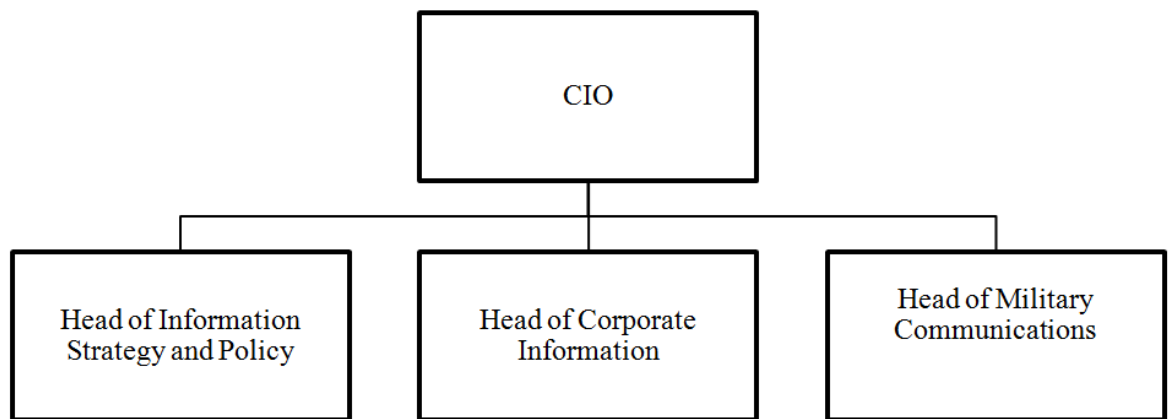 CIO
Head of Information
Strategy and Policy
Head of Corporate
Information
Head of Military
Communications